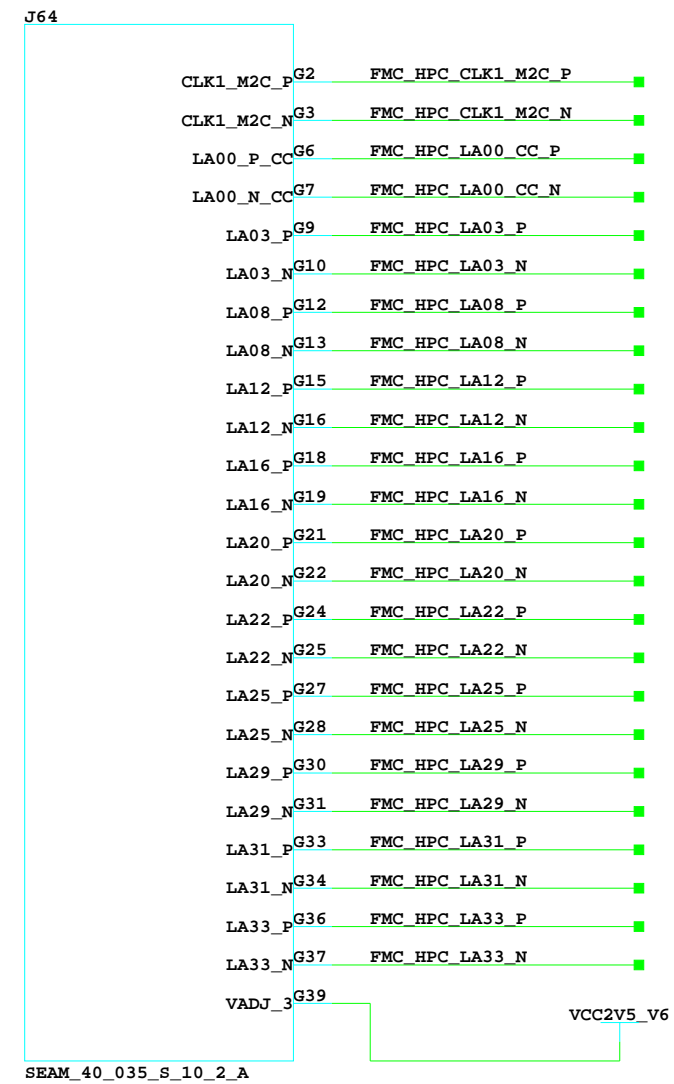 J64
CLK1_M2C_P G2 FMC_HPC_CLK1_M2C_P
CLK1_M2C_N G3 FMC_HPC_CLK1_M2C_N
LA00_P_CC G6 FMC_HPC_LA00_CC_P
LA00_N_CC G7 FMC_HPC_LA00_CC_N
LA03_P G9 FMC_HPC_LA03_P
LA03_N G10 FMC_HPC_LA03_N
LA08_P G12 FMC_HPC_LA08_P
LA08_N G13 FMC_HPC_LA08_N
LA12_P G15 FMC_HPC_LA12_P
LA12_N G16 FMC_HPC_LA12_N
LA16_P G18 FMC_HPC_LA16_P
LA16_N G19 FMC_HPC_LA16_N
LA20_P G21 FMC_HPC_LA20_P
LA20_N G22 FMC_HPC_LA20_N
LA22_P G24 FMC_HPC_LA22_P
LA22_N G25 FMC_HPC_LA22_N
LA25_P G27 FMC_HPC_LA25_P
LA25_N G28 FMC_HPC_LA25_N
LA29_P G30 FMC_HPC_LA29_P
LA29_N G31 FMC_HPC_LA29_N
LA31_P G33 FMC_HPC_LA31_P
LA31_N G34 FMC_HPC_LA31_N
LA33_P G36 FMC_HPC_LA33_P
LA33_N G37 FMC_HPC_LA33_N
VADJ_3 G39
VCC2V5_V6
SEAM_40_035_S_10_2_A